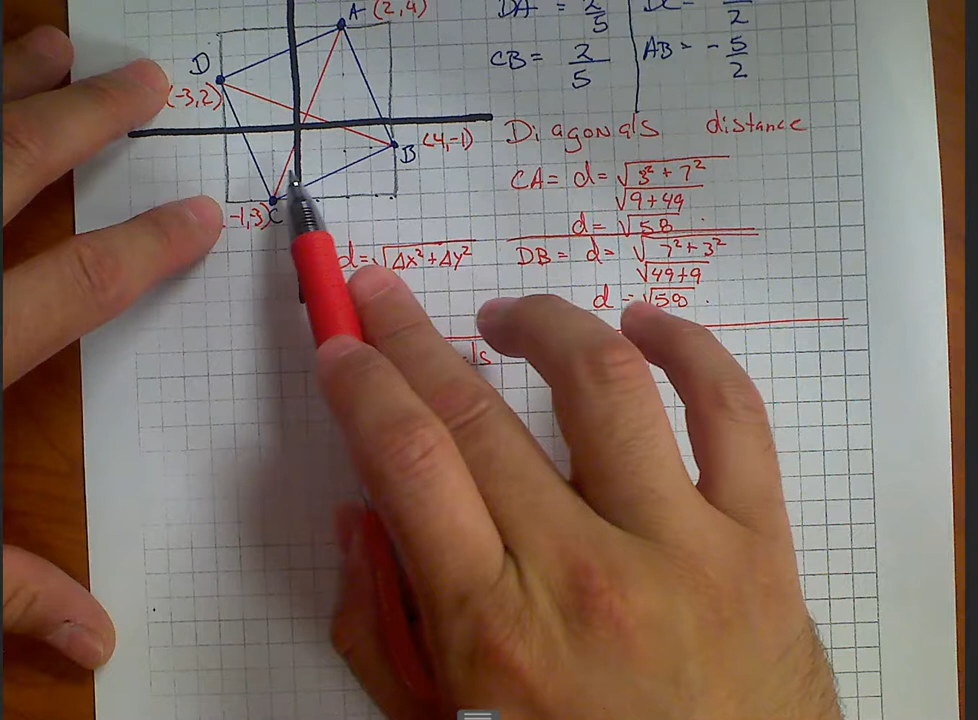 A (2,4)
DA = 2/5
DC = /2
CB = 2/5
AB = - 5/2
D
(-3,2)
B (4,-1)
-1,3) C
Diagonals distance
CA = d = √3² + 7²
√9 + 49
d = √58
d = √Δx² + Δy²
DB = d = √7² + 3²
√49 + 9
d = √58
ls